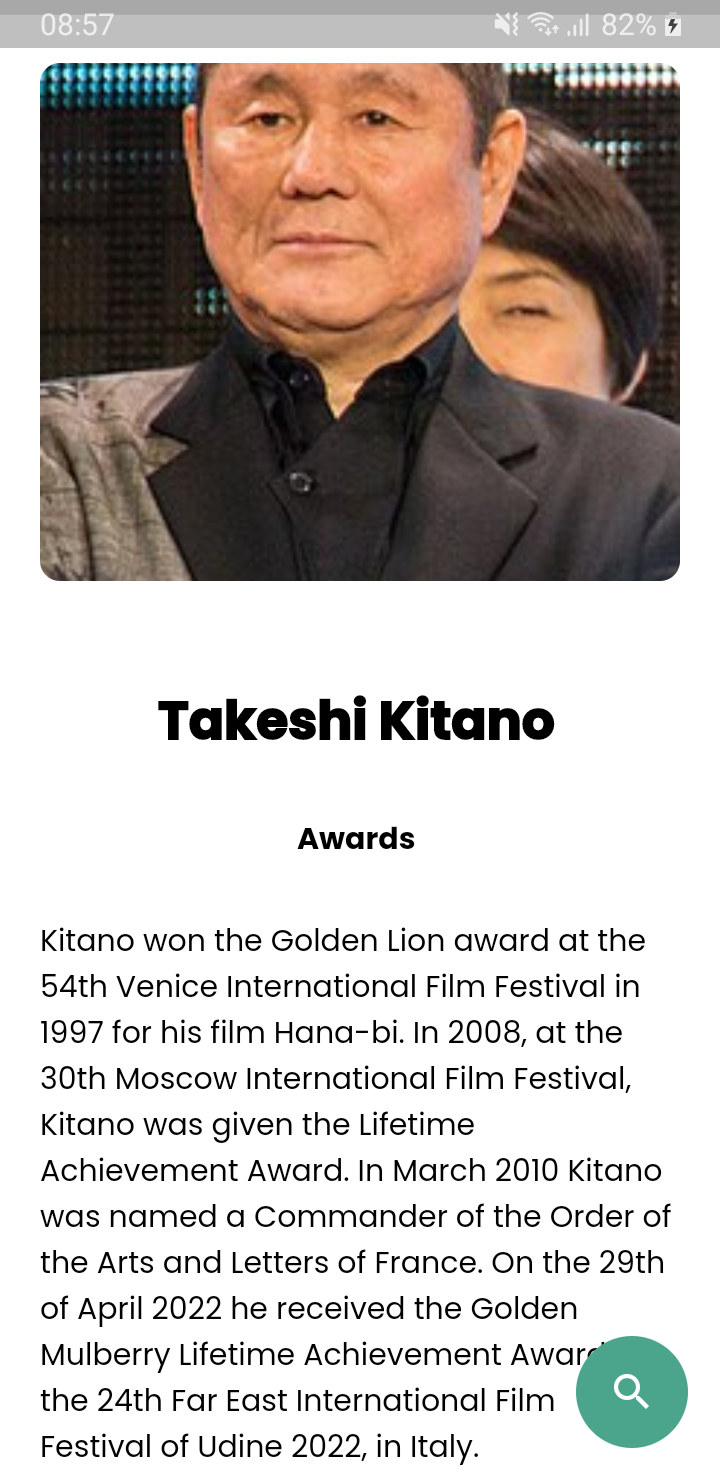 08:57
82%
Takeshi Kitano
Awards
Kitano won the Golden Lion award at the
54th Venice International Film Festival in
1997 for his film Hana-bi. In 2008, at the
30th Moscow International Film Festival,
Kitano was given the Lifetime
Achievement Award. In March 2010 Kitano
was named a Commander of the Order of
the Arts and Letters of France. On the 29th
of April 2022 he received the Golden
Mulberry Lifetime Achievement Award
the 24th Far East International Film
Festival of Udine 2022, in Italy.